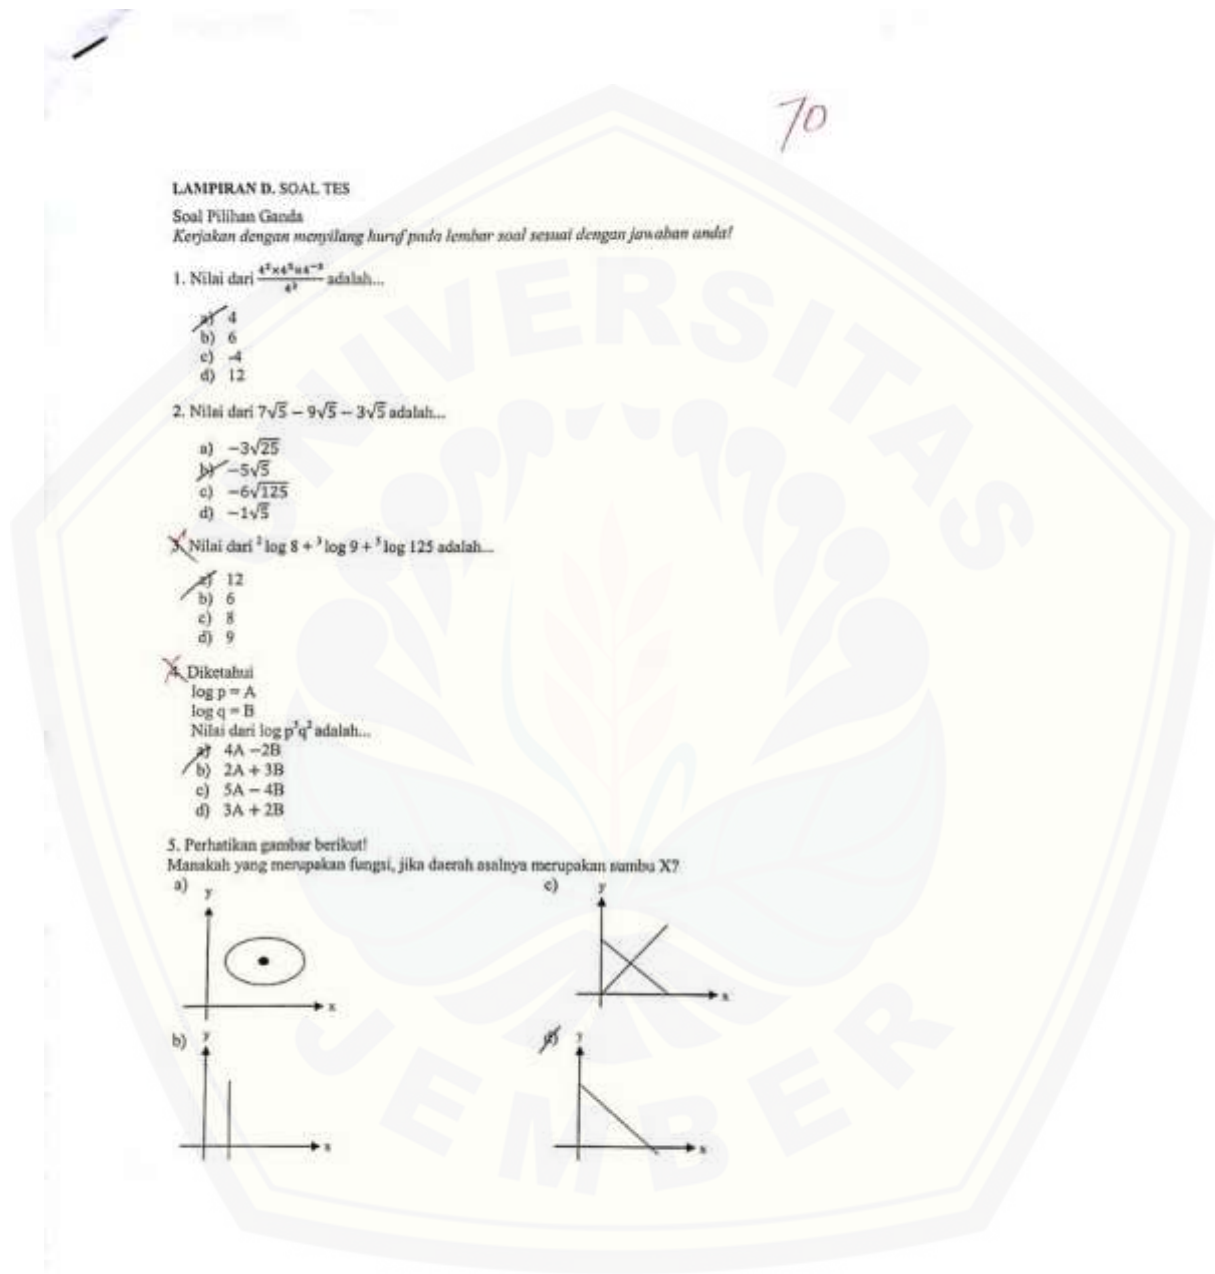 70
LAMPIRAN D. SOAL TES
Soal Pilihan Ganda
Kerjakan dengan menyilang huruf pada lembar soal sesuai dengan jawaban anda!
1. Nilai dari adalah...
a) 4
b) 6
c) -4
d) 12
2. Nilai dari 7√5 − 9√5 − 3√5 adalah...
a) −3√25
b) −5√5
c) −6√125
d) −1√5
3. Nilai dari ²log 8 + ³log 9 + ⁵log 125 adalah...
a) 12
b) 6
c) 8
d) 9
4. Diketahui
log p = A
log q = B
Nilai dari log p³q² adalah...
a) 4A −2B
b) 2A + 3B
c) 5A − 4B
d) 3A + 2B
5. Perhatikan gambar berikut!
Manakah yang merupakan fungsi, jika daerah asalnya merupakan sumbu X?
a) y
x
c) y
x
b) y
x
d) y
x
UNIVERSITAS
JEMBER